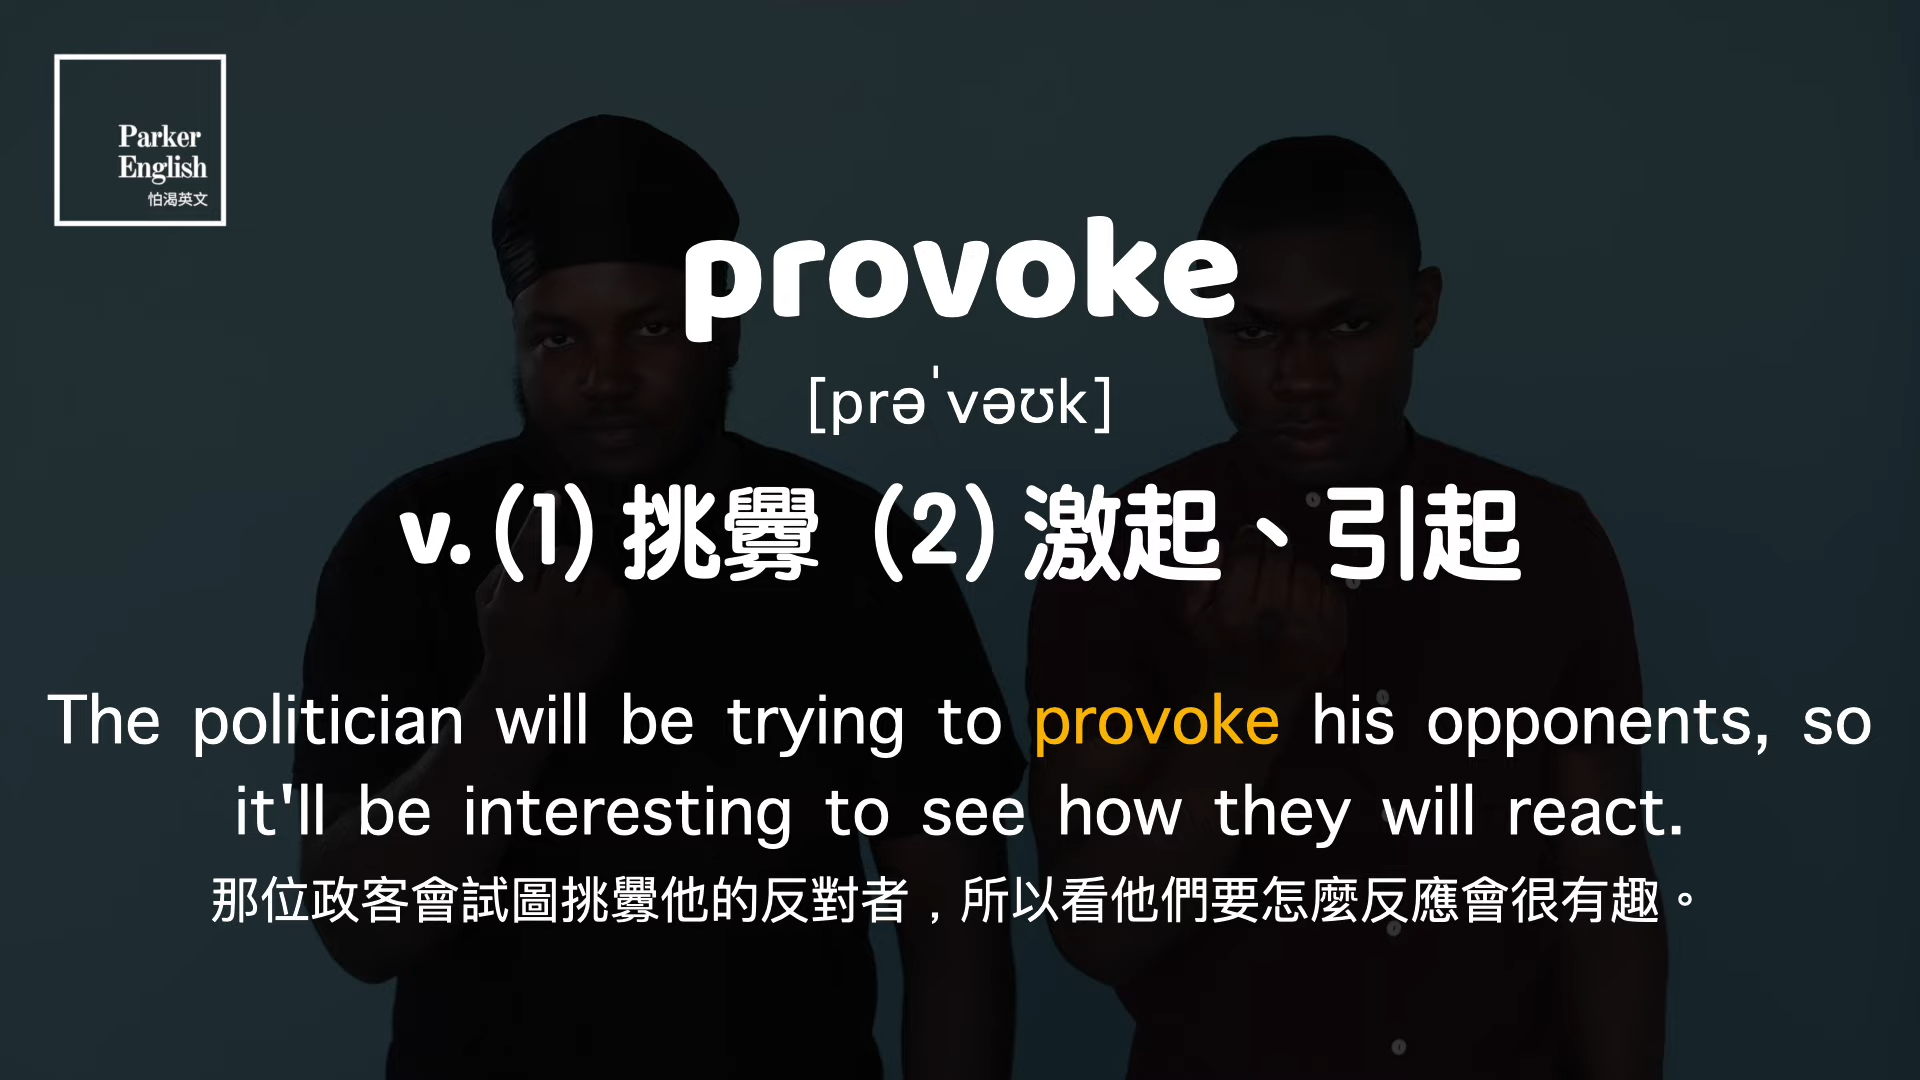 Parker
English
怕渴英文
provoke
[prəˈvəʊk]
v. (1) 挑釁 (2) 激起、引起
The politician will be trying to provoke his opponents, so
it'll be interesting to see how they will react.
那位政客會試圖挑釁他的反對者，所以看他們要怎麼反應會很有趣。